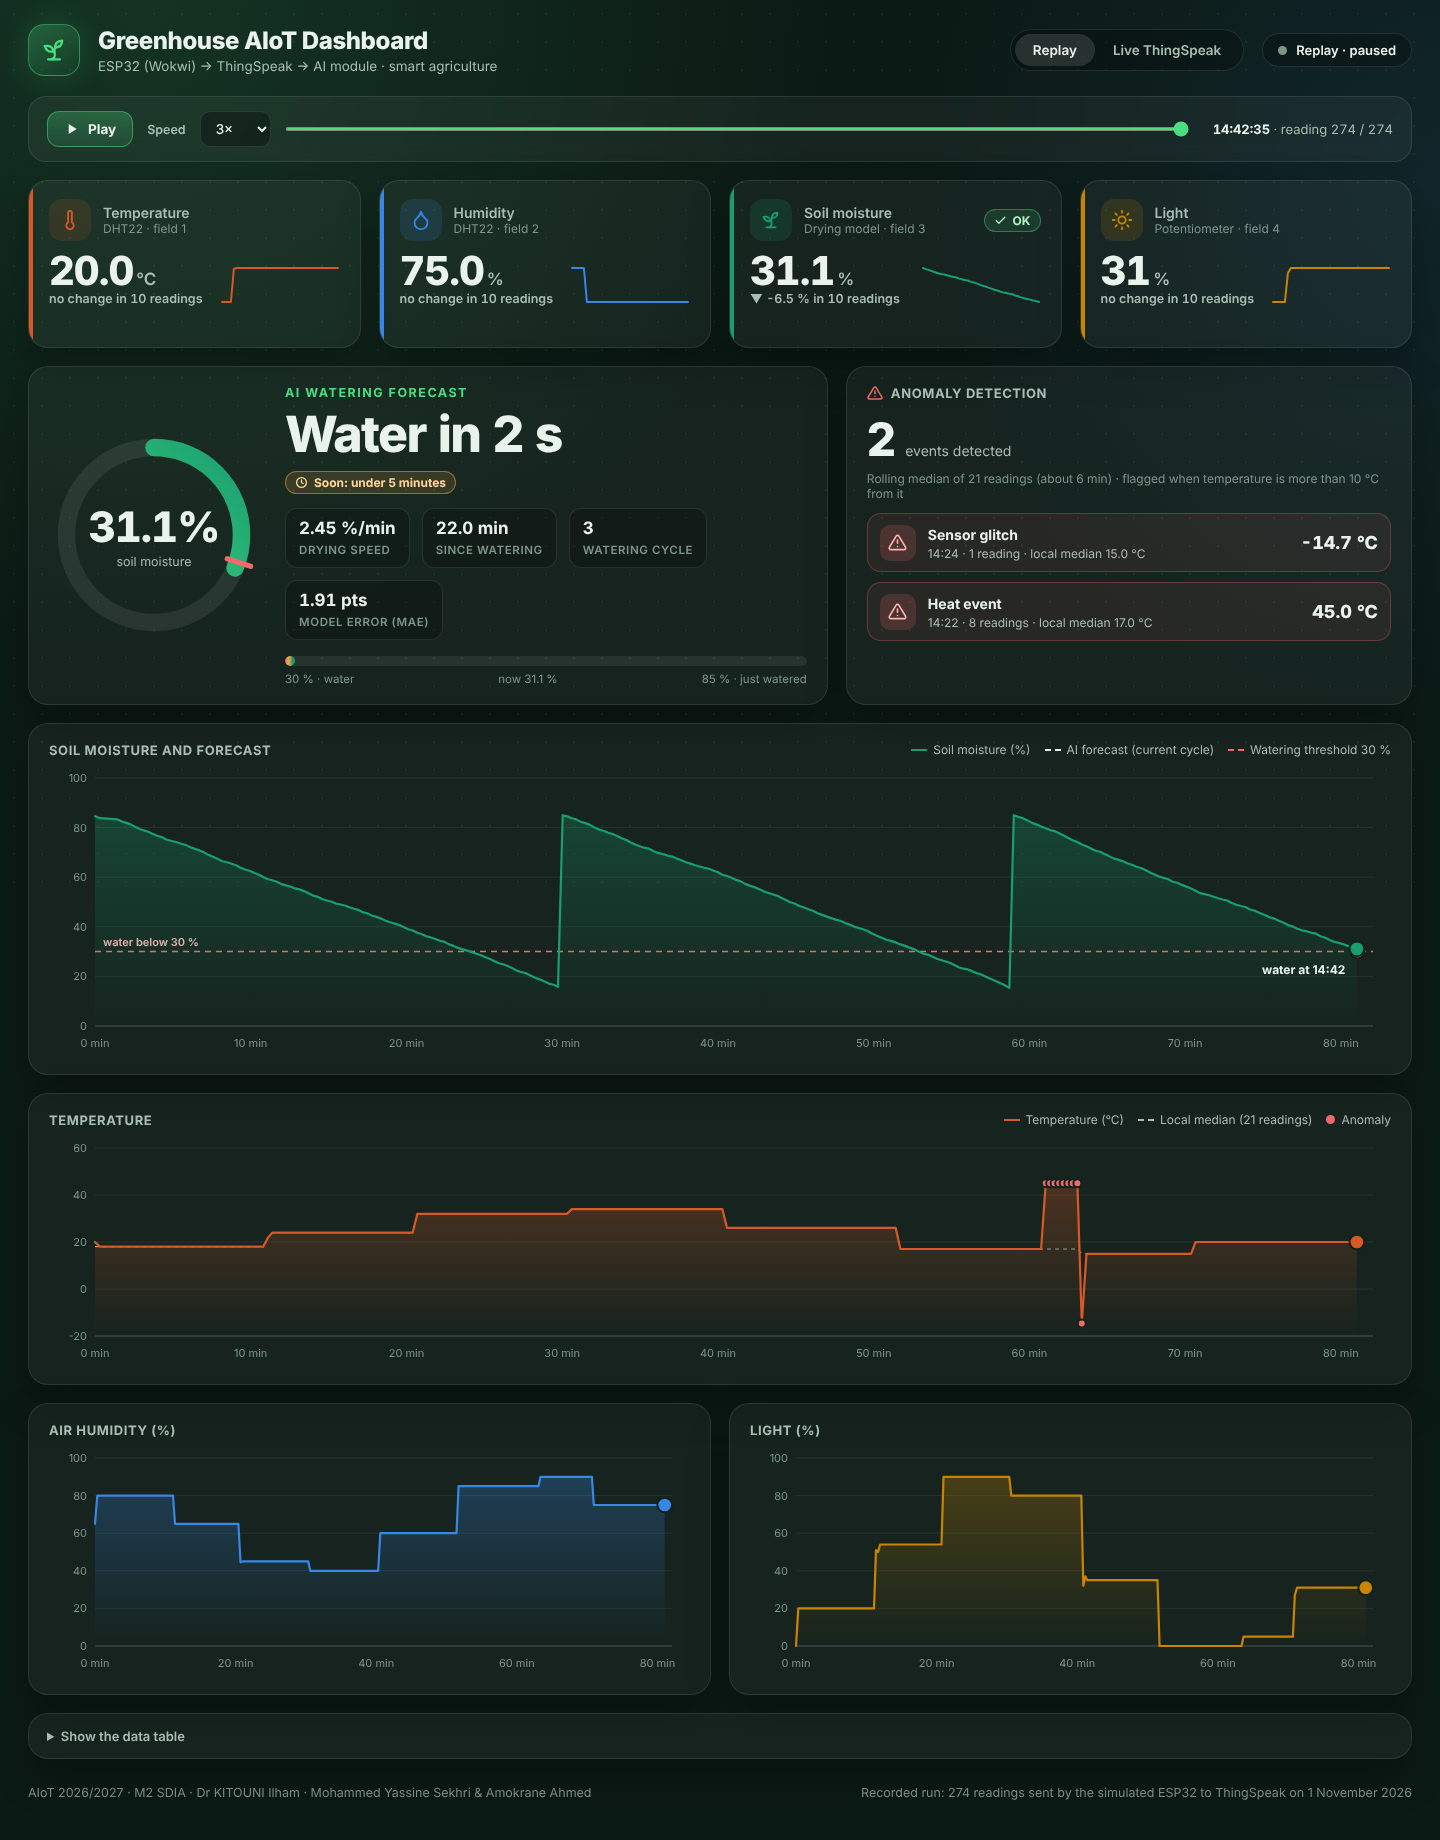 Greenhouse AIoT Dashboard
ESP32 (Wokwi) → ThingSpeak → AI module · smart agriculture
Replay
Live ThingSpeak
Replay · paused
Play
Speed
3×
14:42:35 · reading 274 / 274
Temperature
DHT22 · field 1
20.0 °C
no change in 10 readings
Humidity
DHT22 · field 2
75.0 %
no change in 10 readings
Soil moisture
Drying model · field 3
OK
31.1 %
▼ -6.5 % in 10 readings
Light
Potentiometer · field 4
31 %
no change in 10 readings
31.1%
soil moisture
AI WATERING FORECAST
Water in 2 s
Soon: under 5 minutes
2.45 %/min
DRYING SPEED
22.0 min
SINCE WATERING
3
WATERING CYCLE
1.91 pts
MODEL ERROR (MAE)
30 % · water
now 31.1 %
85 % · just watered
ANOMALY DETECTION
2 events detected
Rolling median of 21 readings (about 6 min) · flagged when temperature is more than 10 °C
from it
Sensor glitch
14:24 · 1 reading · local median 15.0 °C
-14.7 °C
Heat event
14:22 · 8 readings · local median 17.0 °C
45.0 °C
SOIL MOISTURE AND FORECAST
Soil moisture (%)
AI forecast (current cycle)
Watering threshold 30 %
100
80
60
40
20
0
water below 30 %
water at 14:42
0 min
10 min
20 min
30 min
40 min
50 min
60 min
70 min
80 min
TEMPERATURE
Temperature (°C)
Local median (21 readings)
Anomaly
60
40
20
0
-20
0 min
10 min
20 min
30 min
40 min
50 min
60 min
70 min
80 min
AIR HUMIDITY (%)
100
80
60
40
20
0
0 min
20 min
40 min
60 min
80 min
LIGHT (%)
100
80
60
40
20
0
0 min
20 min
40 min
60 min
80 min
Show the data table
AIoT 2026/2027 · M2 SDIA · Dr KITOUNI Ilham · Mohammed Yassine Sekhri & Amokrane Ahmed
Recorded run: 274 readings sent by the simulated ESP32 to ThingSpeak on 1 November 2026